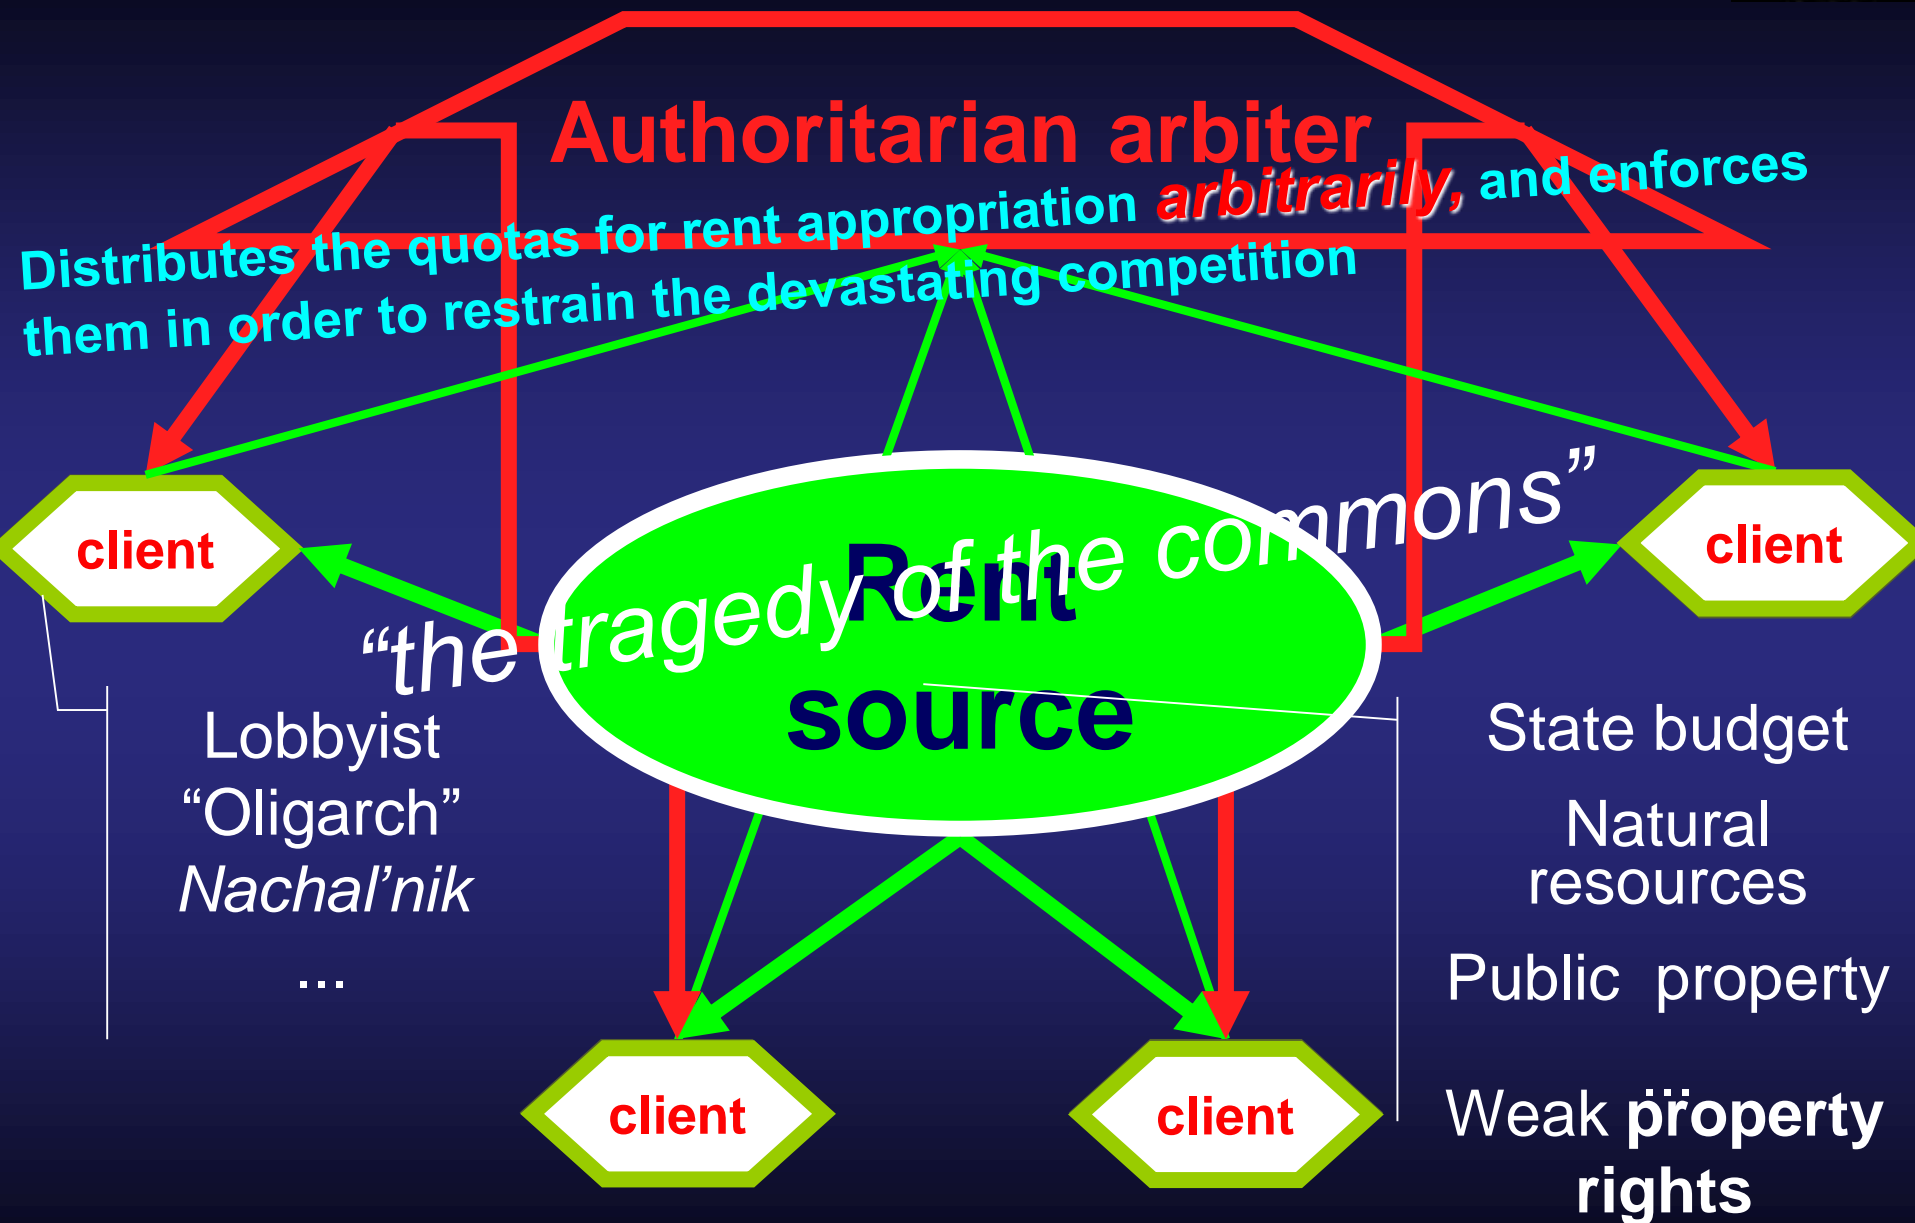 Authoritarian arbiter
Distributes the quotas for rent appropriation arbitrarily, and enforces
them in order to restrain the devastating competition
client
client
“the tragedy of the commons”
Rent
source
Lobbyist
“Oligarch”
Nachal’nik
...
State budget
Natural
resources
Public property
...
Weak property
rights
client
client